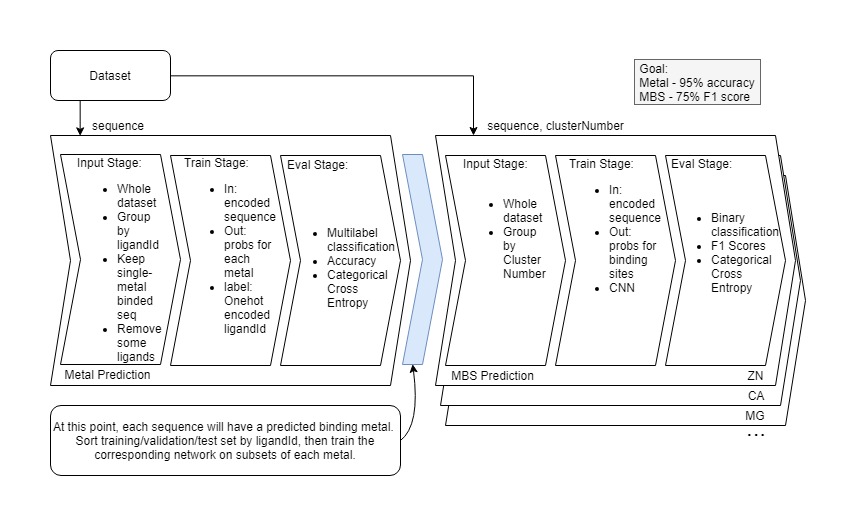 Dataset
Goal:
Metal - 95% accuracy
MBS - 75% F1 score
sequence
sequence, clusterNumber
Input Stage:
• Whole
dataset
• Group
by
ligandId
• Keep
single-
metal
binded
seq
• Remove
some
ligands
Train Stage:
• In:
encoded
sequence
• Out:
probs for
each
metal
• label:
Onehot
encoded
ligandId
Eval Stage:
• Multilabel
classification
• Accuracy
• Categorical
Cross
Entropy
Metal Prediction
Input Stage:
• Whole
dataset
• Group
by
Cluster
Number
Train Stage:
• In:
encoded
sequence
• Out:
probs for
binding
sites
• CNN
Eval Stage:
• Binary
classification
• F1 Scores
• Categorical
Cross
Entropy
MBS Prediction
ZN
CA
MG
...
At this point, each sequence will have a predicted binding metal.
Sort training/validation/test set by ligandId, then train the
corresponding network on subsets of each metal.